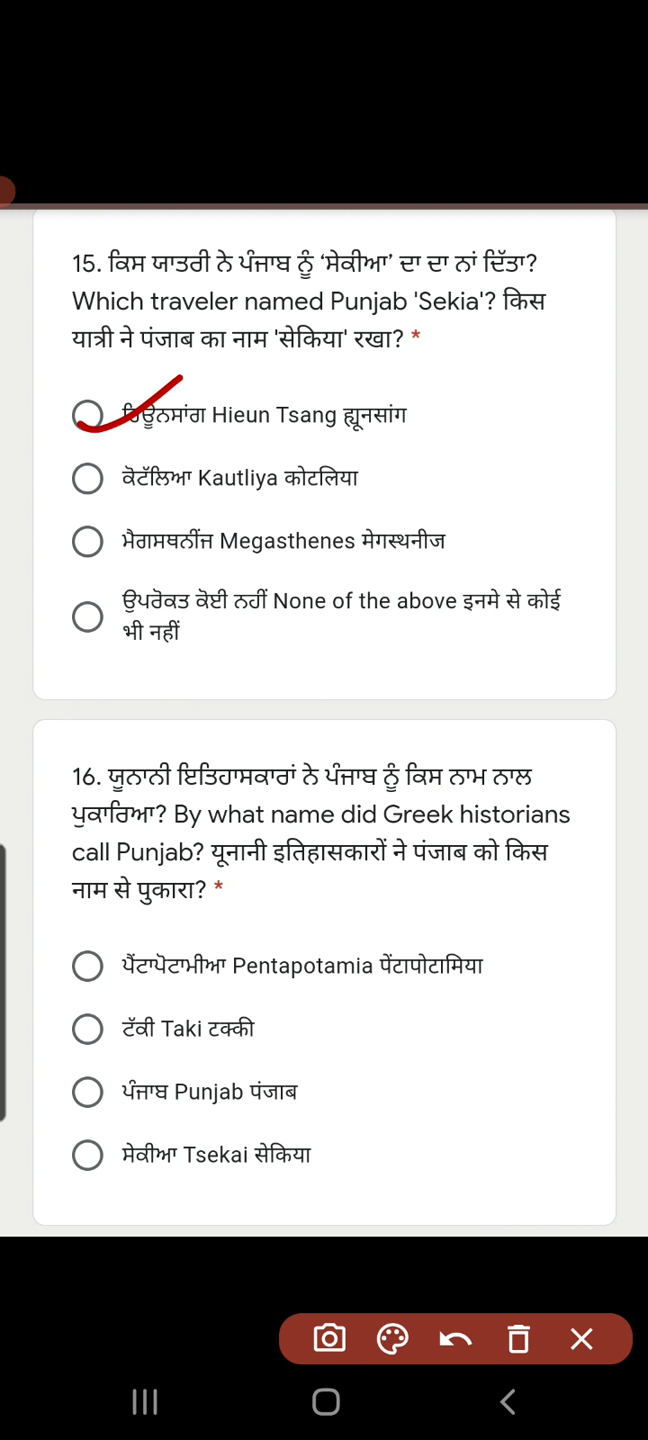 15. ਕਿਸ ਯਾਤਰੀ ਨੇ ਪੰਜਾਬ ਨੂੰ ‘ਸੇਕੀਆ’ ਦਾ ਦਾ ਨਾਂ ਦਿੱਤਾ?
Which traveler named Punjab 'Sekia'? किस
यात्री ने पंजाब का नाम 'सेकिया' रखा? *
ਹਿਊਨਸਾਂਗ Hieun Tsang ह्यूनसांग
ਕੋਟੱਲਿਆ Kautliya कोटलिया
ਮੈਗਸਥਨੀਂਜ Megasthenes मेगस्थनीज
ਉਪਰੋਕਤ ਕੋਈ ਨਹੀਂ None of the above इनमे से कोई
भी नहीं
16. ਯੂਨਾਨੀ ਇਤਿਹਾਸਕਾਰਾਂ ਨੇ ਪੰਜਾਬ ਨੂੰ ਕਿਸ ਨਾਮ ਨਾਲ
ਪੁਕਾਰਿਆ? By what name did Greek historians
call Punjab? यूनानी इतिहासकारों ने पंजाब को किस
नाम से पुकारा? *
ਪੈਂਟਾਪੋਟਾਮੀਆ Pentapotamia पेंटापोटामिया
ਟੱਕੀ Taki टक्की
ਪੰਜਾਬ Punjab पंजाब
ਸੇਕੀਆ Tsekai सेकिया